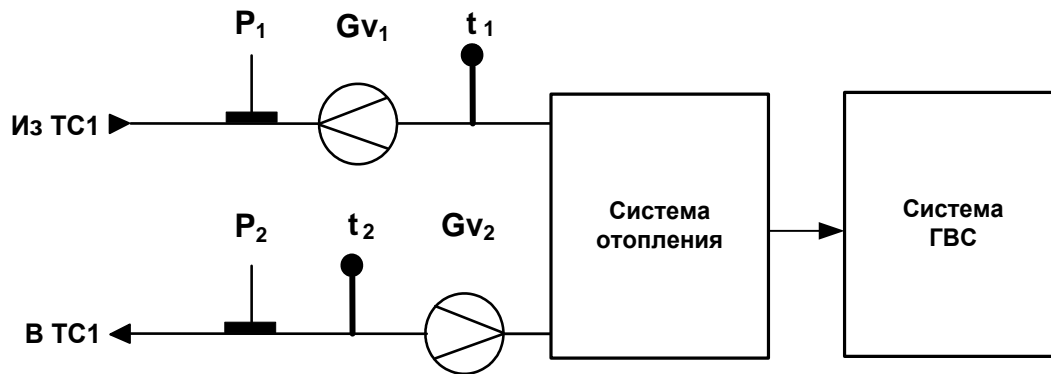 P1 Gv1 t1
Из ТС1
P2 t2 Gv2
В ТС1
Система
отопления
Система
ГВС